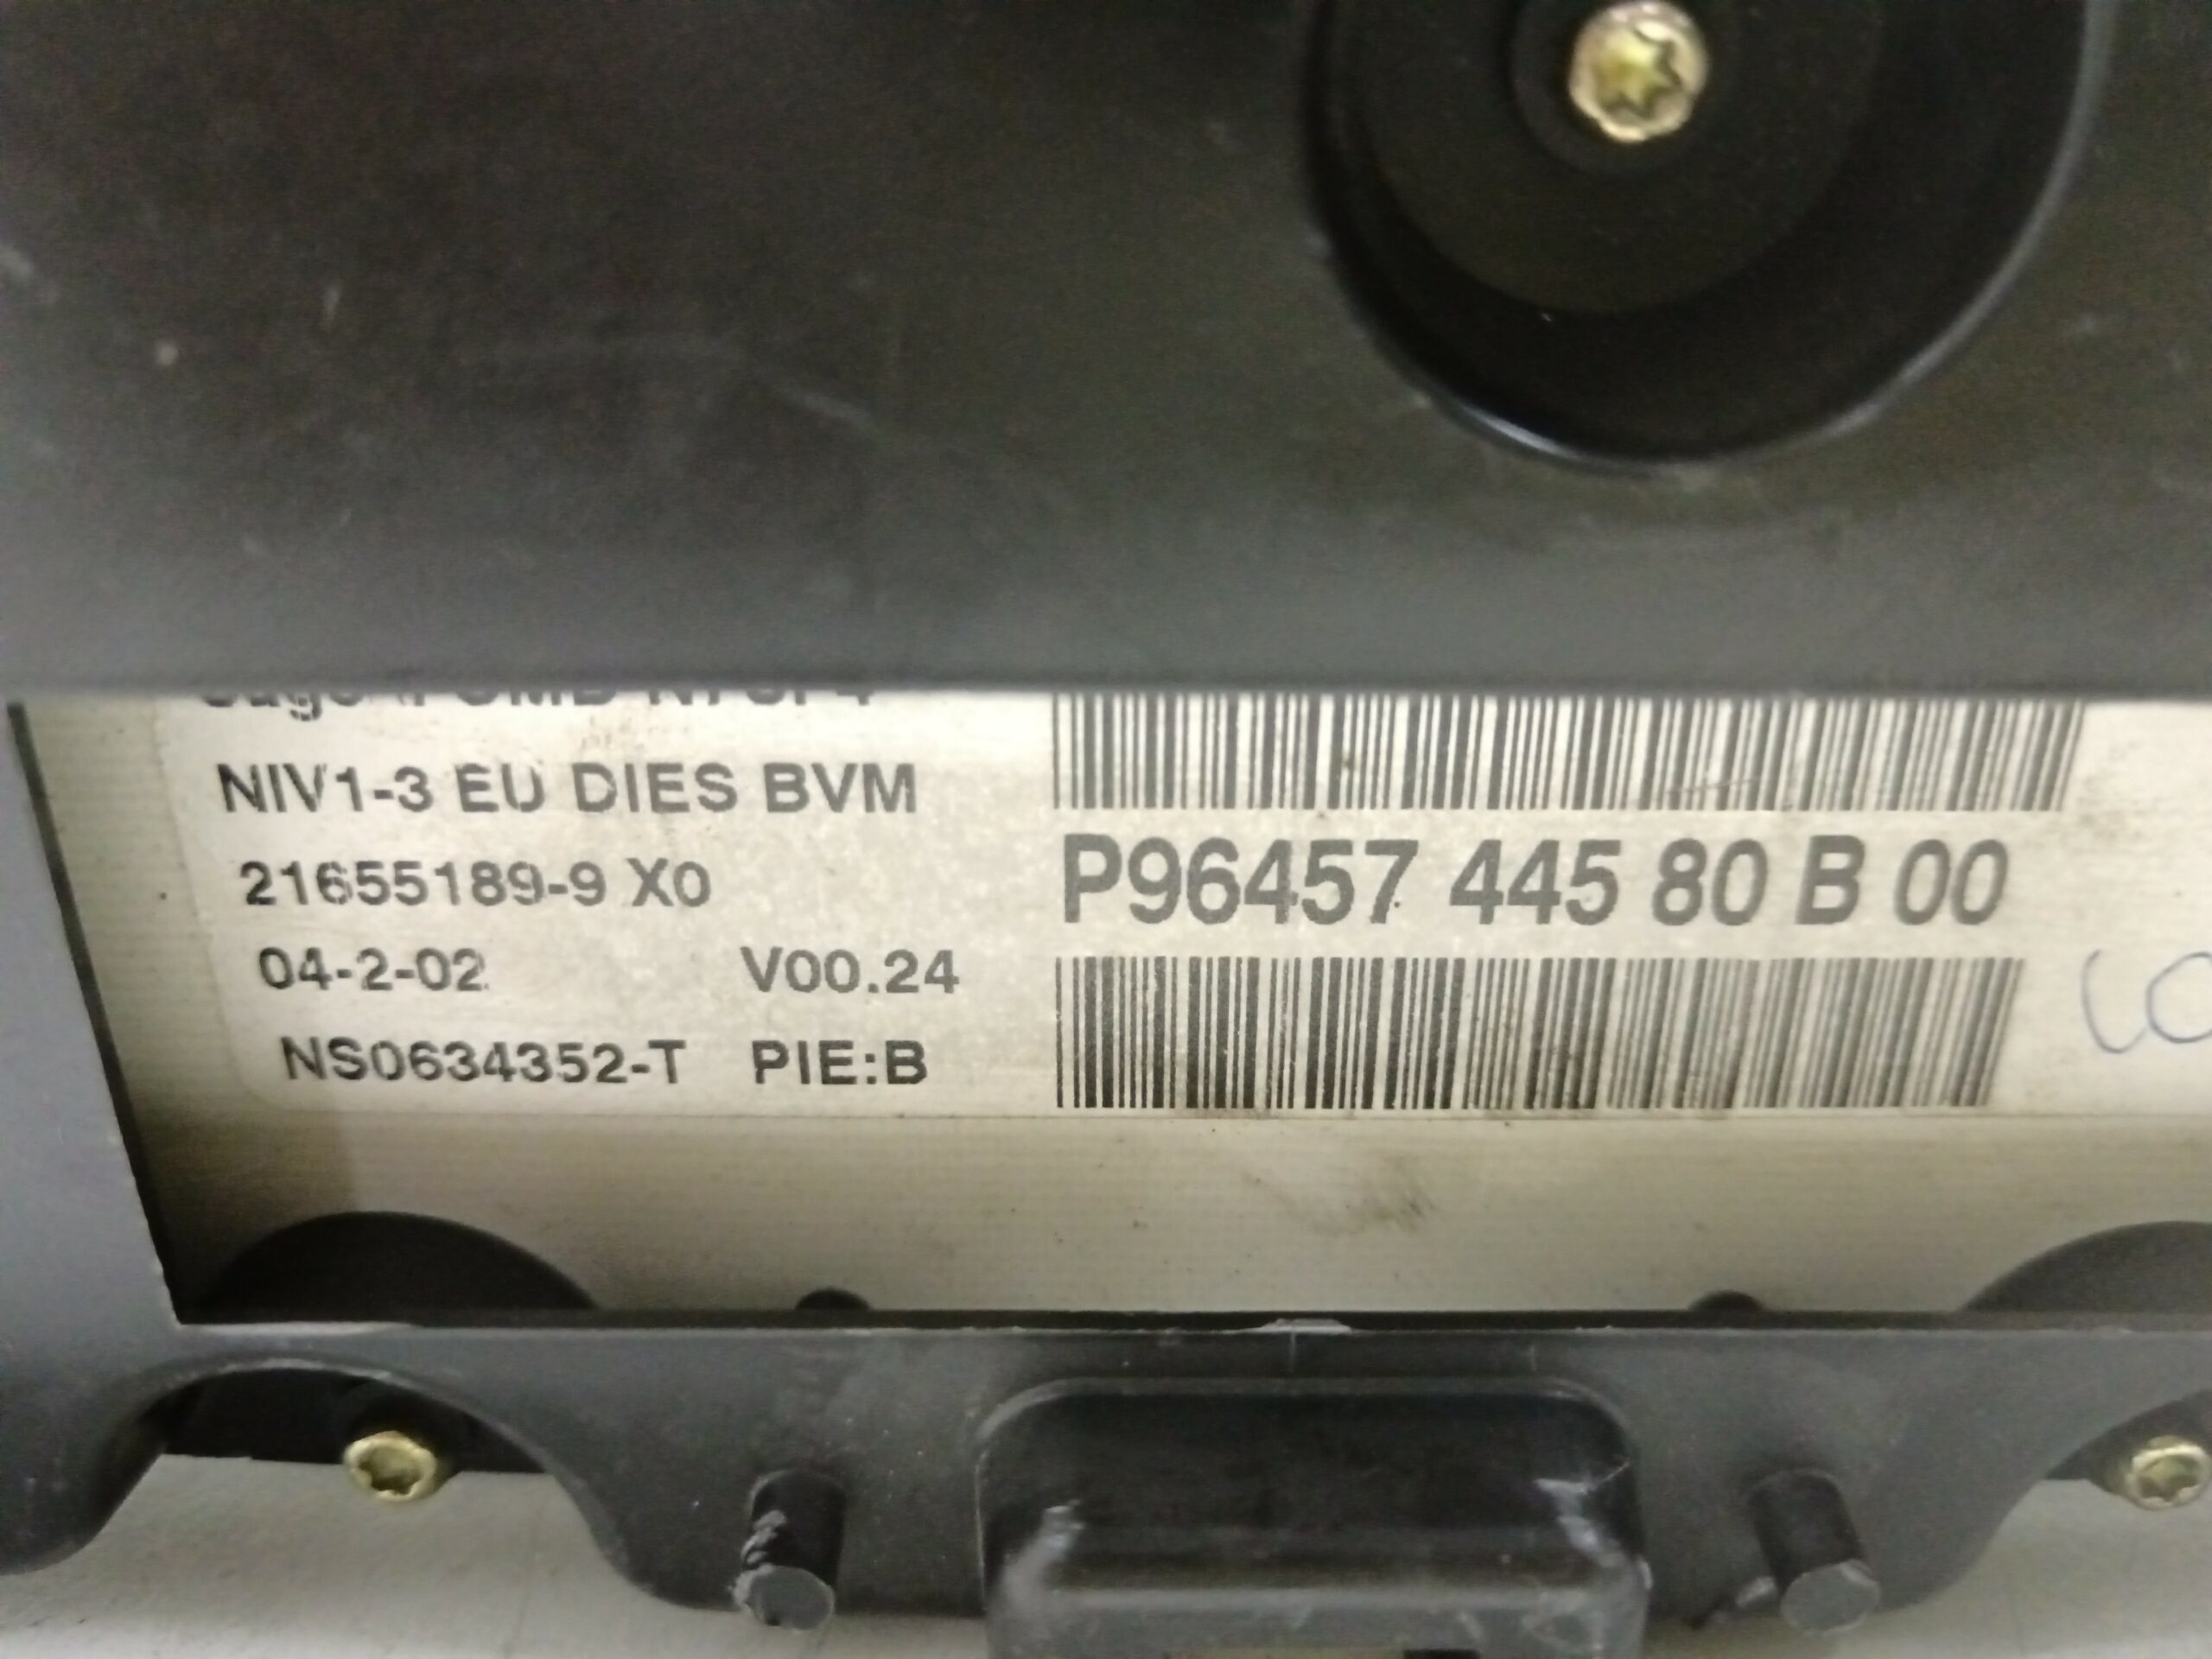 NIV1-3 EU DIES BVM
21655189-9 X0
04-2-02 V00.24
NS0634352-T PIE:B
P96457 445 80 B 00